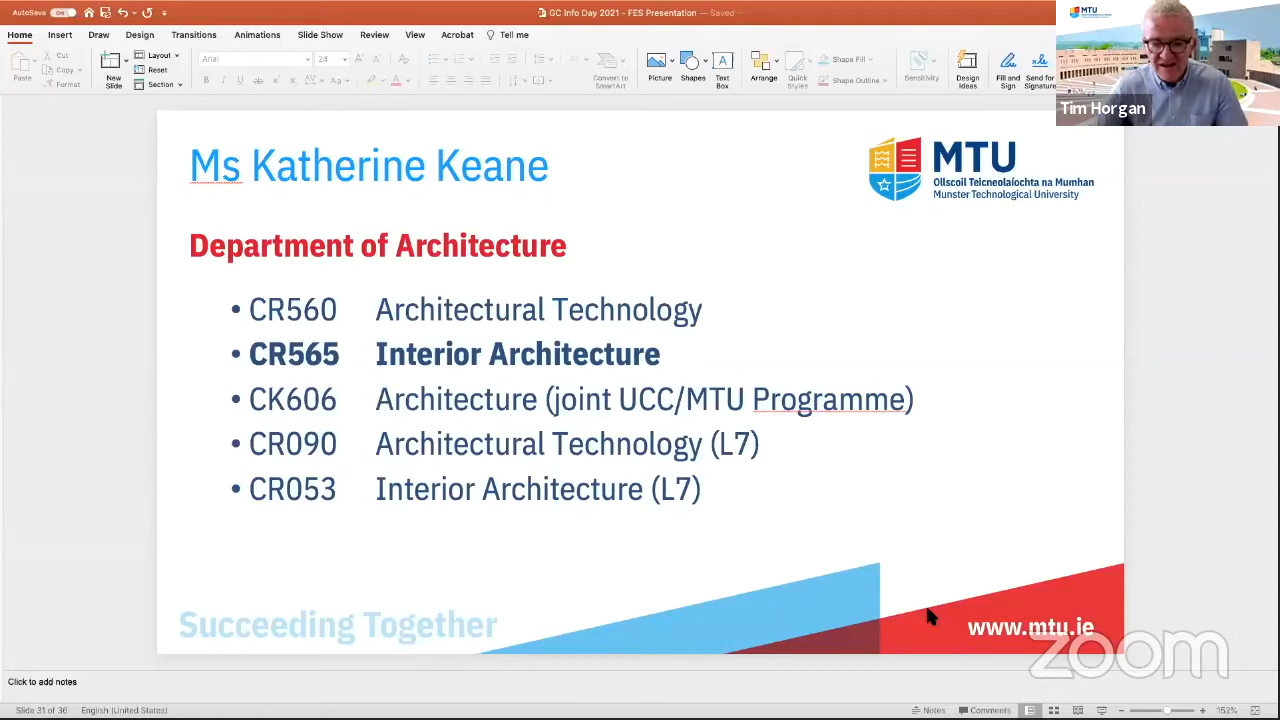 AutoSave ON
GC Info Day 2021 - FES Presentation — Saved
Home Insert Draw Design Transitions Animations Slide Show Review View Acrobat Tell me
Paste
Cut
Copy
Format
New Slide
Layout
Reset
Section
Arial 24
Convert to SmartArt
Picture
Shapes
Text Box
Arrange
Quick Styles
Shape Fill
Shape Outline
Sensitivity
Design Ideas
Fill and Sign
Send for Signature
MTU
Tim Horgan
Ms Katherine Keane
MTU
Ollscoil Teicneolaíochta na Mumhan
Munster Technological University
Department of Architecture
• CR560 Architectural Technology
• CR565 Interior Architecture
• CK606 Architecture (joint UCC/MTU Programme)
• CR090 Architectural Technology (L7)
• CR053 Interior Architecture (L7)
Succeeding Together
www.mtu.ie
zoom
Click to add notes
Slide 31 of 36 English (United States) Notes Comments 152%